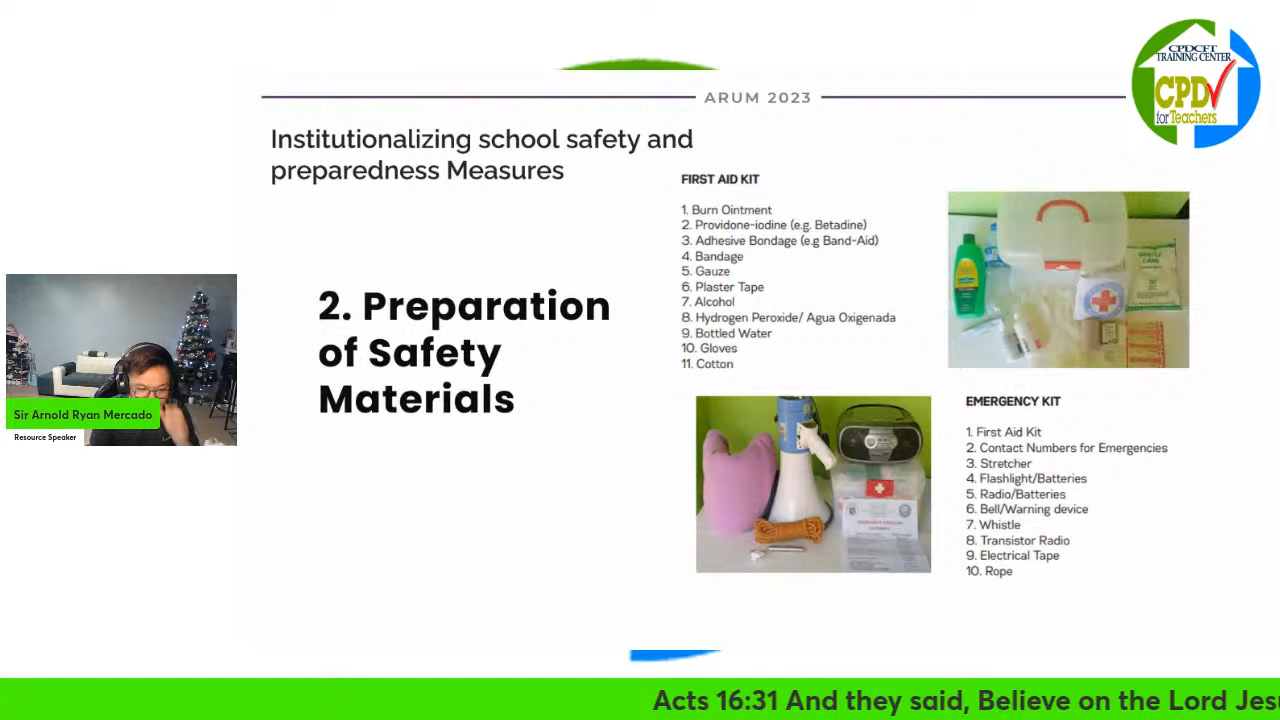 CPDCFT
TRAINING CENTER
CPD
for Teachers
ARUM 2023
Institutionalizing school safety and
preparedness Measures
2. Preparation
of Safety
Materials
FIRST AID KIT
1. Burn Ointment
2. Providone-iodine (e.g. Betadine)
3. Adhesive Bondage (e.g Band-Aid)
4. Bandage
5. Gauze
6. Plaster Tape
7. Alcohol
8. Hydrogen Peroxide/ Agua Oxigenada
9. Bottled Water
10. Gloves
11. Cotton
GENTLE
CARE
EMERGENCY KIT
1. First Aid Kit
2. Contact Numbers for Emergencies
3. Stretcher
4. Flashlight/Batteries
5. Radio/Batteries
6. Bell/Warning device
7. Whistle
8. Transistor Radio
9. Electrical Tape
10. Rope
Sir Arnold Ryan Mercado
Resource Speaker
Acts 16:31 And they said, Believe on the Lord Jesu